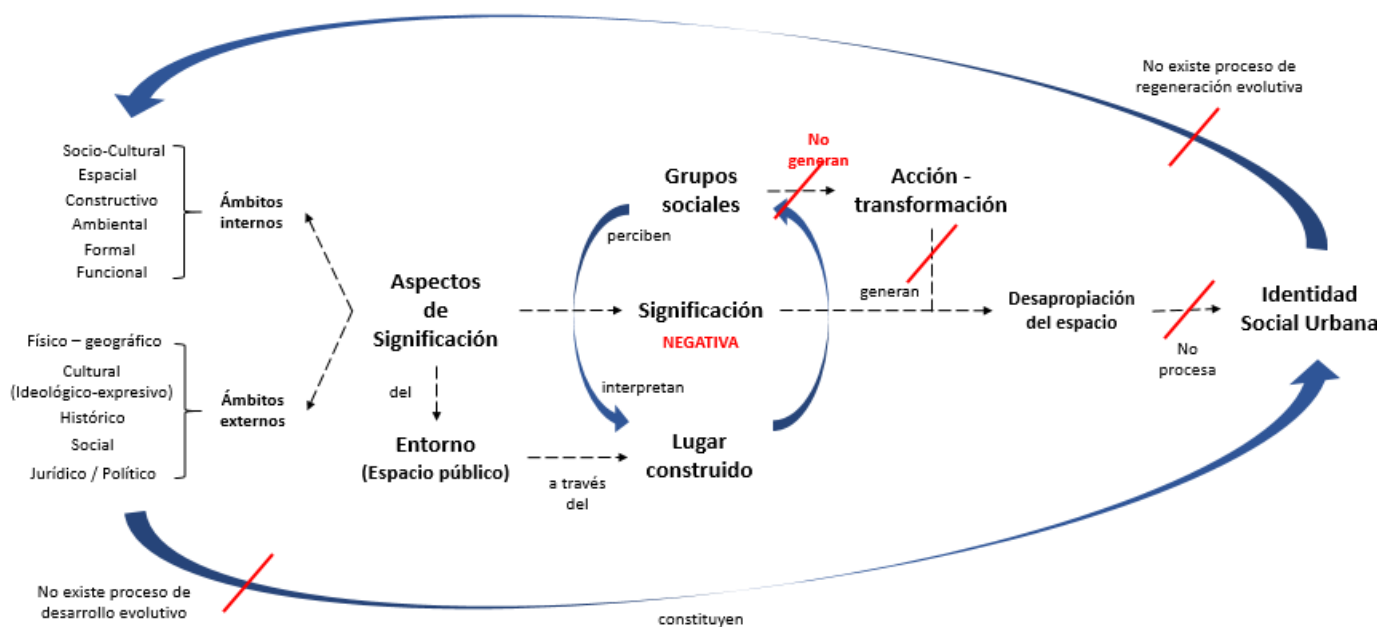 No existe proceso de
regeneración evolutiva
Socio-Cultural
Espacial
Constructivo
Ambiental
Formal
Funcional
Ámbitos
internos
Físico – geográfico
Cultural
(Ideológico-expresivo)
Histórico
Social
Jurídico / Político
Ámbitos
externos
Aspectos
de
Significación
del
Entorno
(Espacio público)
a través
del
Grupos
sociales
perciben
Significación
NEGATIVA
interpretan
Lugar
construido
No
generan
Acción -
transformación
generan
Desapropiación
del espacio
No
procesa
Identidad
Social Urbana
No existe proceso de
desarrollo evolutivo
constituyen